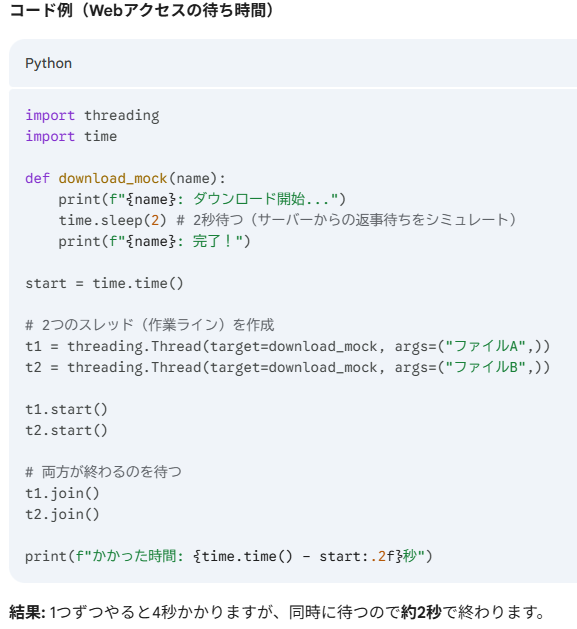 コード例（Webアクセスの待ち時間）
Python
import threading
import time
def download_mock(name):
    print(f"{name}: ダウンロード開始...")
    time.sleep(2) # 2秒待つ（サーバーからの返事待ちをシミュレート）
    print(f"{name}: 完了！")
start = time.time()
# 2つのスレッド（作業ライン）を作成
t1 = threading.Thread(target=download_mock, args=("ファイルA",))
t2 = threading.Thread(target=download_mock, args=("ファイルB",))
t1.start()
t2.start()
# 両方が終わるのを待つ
t1.join()
t2.join()
print(f"かかった時間: {time.time() - start:.2f}秒")
結果: 1つずつやると4秒かかりますが、同時に待つので約2秒で終わります。